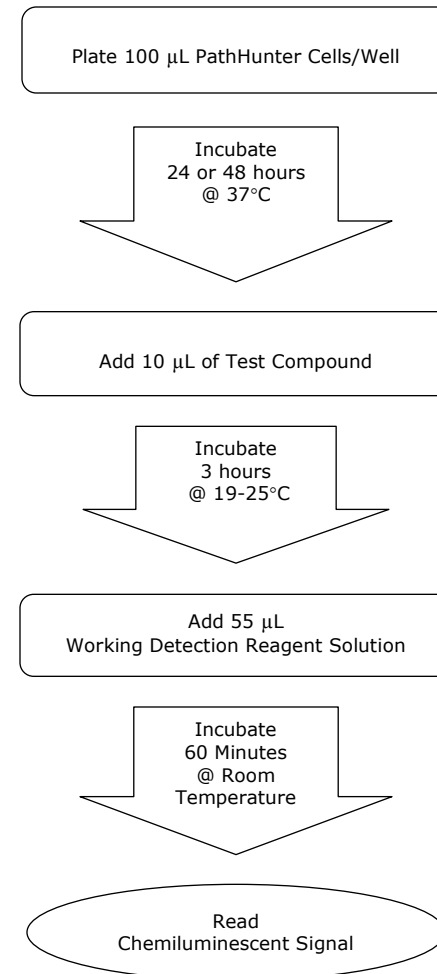 Plate 100 μL PathHunter Cells/Well
Incubate
24 or 48 hours
@ 37°C
Add 10 μL of Test Compound
Incubate
3 hours
@ 19-25°C
Add 55 μL
Working Detection Reagent Solution
Incubate
60 Minutes
@ Room
Temperature
Read
Chemiluminescent Signal